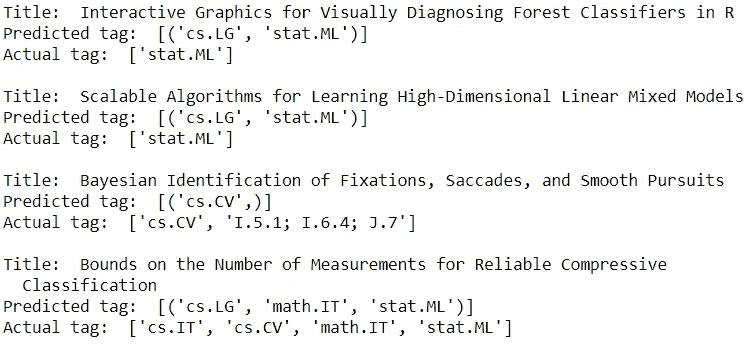 Title:  Interactive Graphics for Visually Diagnosing Forest Classifiers in R
Predicted tag:  [('cs.LG', 'stat.ML')]
Actual tag:  ['stat.ML']
Title:  Scalable Algorithms for Learning High-Dimensional Linear Mixed Models
Predicted tag:  [('cs.LG', 'stat.ML')]
Actual tag:  ['stat.ML']
Title:  Bayesian Identification of Fixations, Saccades, and Smooth Pursuits
Predicted tag:  [('cs.CV',)]
Actual tag:  ['cs.CV', 'I.5.1; I.6.4; J.7']
Title:  Bounds on the Number of Measurements for Reliable Compressive
  Classification
Predicted tag:  [('cs.LG', 'math.IT', 'stat.ML')]
Actual tag:  ['cs.IT', 'cs.CV', 'math.IT', 'stat.ML']